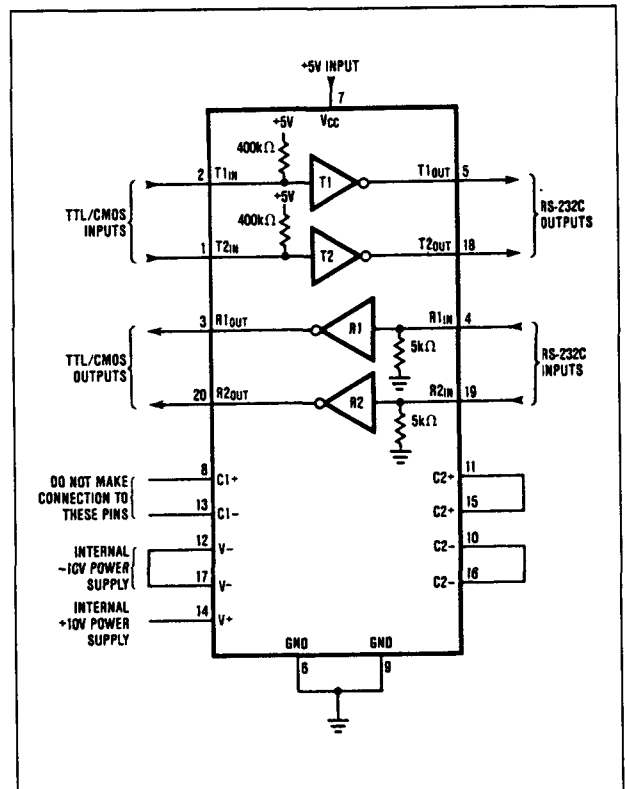 +5V INPUT
7
VCC
+5V
400kΩ
2 T1IN T1 T1OUT 5
+5V
400kΩ
TTL/CMOS
INPUTS
RS-232C
OUTPUTS
1 T2IN T2 T2OUT 18
3 R1OUT R1 R1IN 4
5kΩ
TTL/CMOS
OUTPUTS
RS-232C
INPUTS
20 R2OUT R2 R2IN 19
5kΩ
DO NOT MAKE
CONNECTION TO
THESE PINS
8 C1+
13 C1-
11 C2+
15 C2+
INTERNAL
-10V POWER
SUPPLY
12 V-
17 V-
10 C2-
16 C2-
INTERNAL
+10V POWER
SUPPLY
14 V+
GND GND
6 9